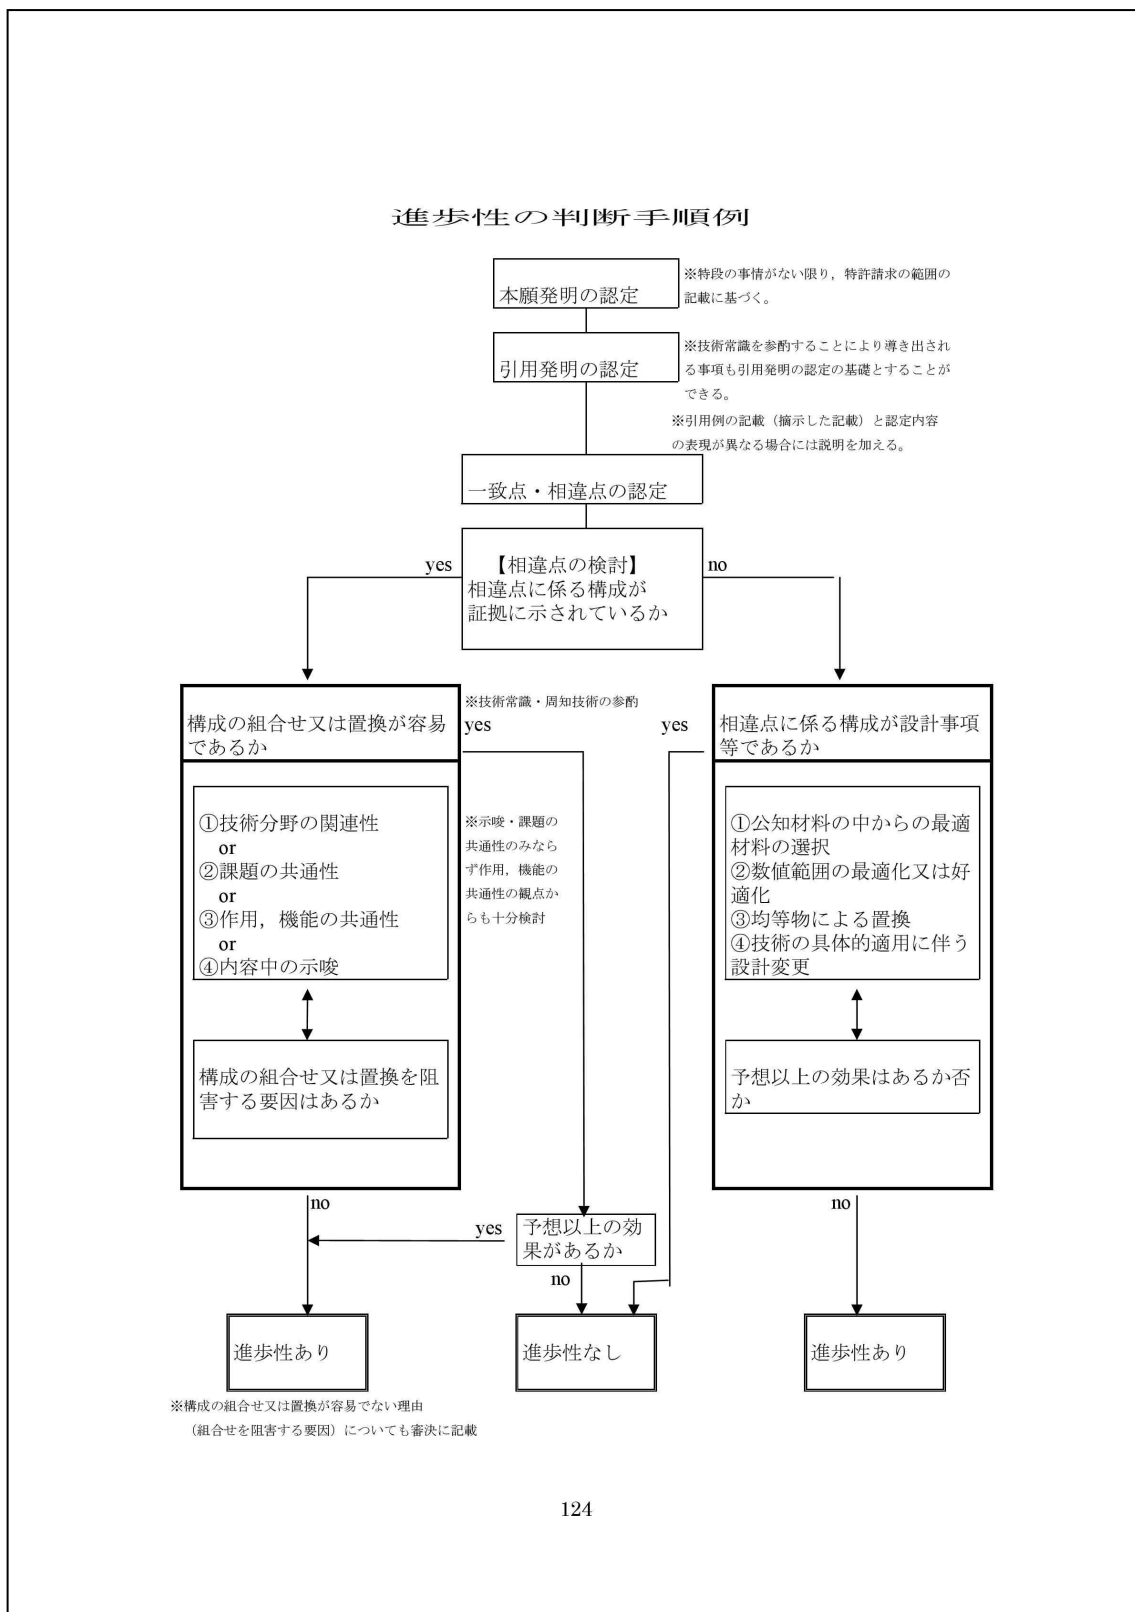 進歩性の判断手順例
本願発明の認定
※特段の事情がない限り，特許請求の範囲の
記載に基づく。
引用発明の認定
※技術常識を参酌することにより導き出され
る事項も引用発明の認定の基礎とすることが
できる。
※引用例の記載（摘示した記載）と認定内容
の表現が異なる場合には説明を加える。
一致点・相違点の認定
yes
【相違点の検討】
相違点に係る構成が
証拠に示されているか
no
構成の組合せ又は置換が容易
であるか
※技術常識・周知技術の参酌
yes
yes
相違点に係る構成が設計事項
等であるか
①技術分野の関連性
or
②課題の共通性
or
③作用，機能の共通性
or
④内容中の示唆
※示唆・課題の
共通性のみなら
ず作用，機能の
共通性の観点か
らも十分検討
①公知材料の中からの最適
材料の選択
②数値範囲の最適化又は好
適化
③均等物による置換
④技術の具体的適用に伴う
設計変更
構成の組合せ又は置換を阻
害する要因はあるか
予想以上の効果はあるか否
か
no
yes
予想以上の効
果があるか
no
no
進歩性あり
進歩性なし
進歩性あり
※構成の組合せ又は置換が容易でない理由
（組合せを阻害する要因）についても審決に記載
124